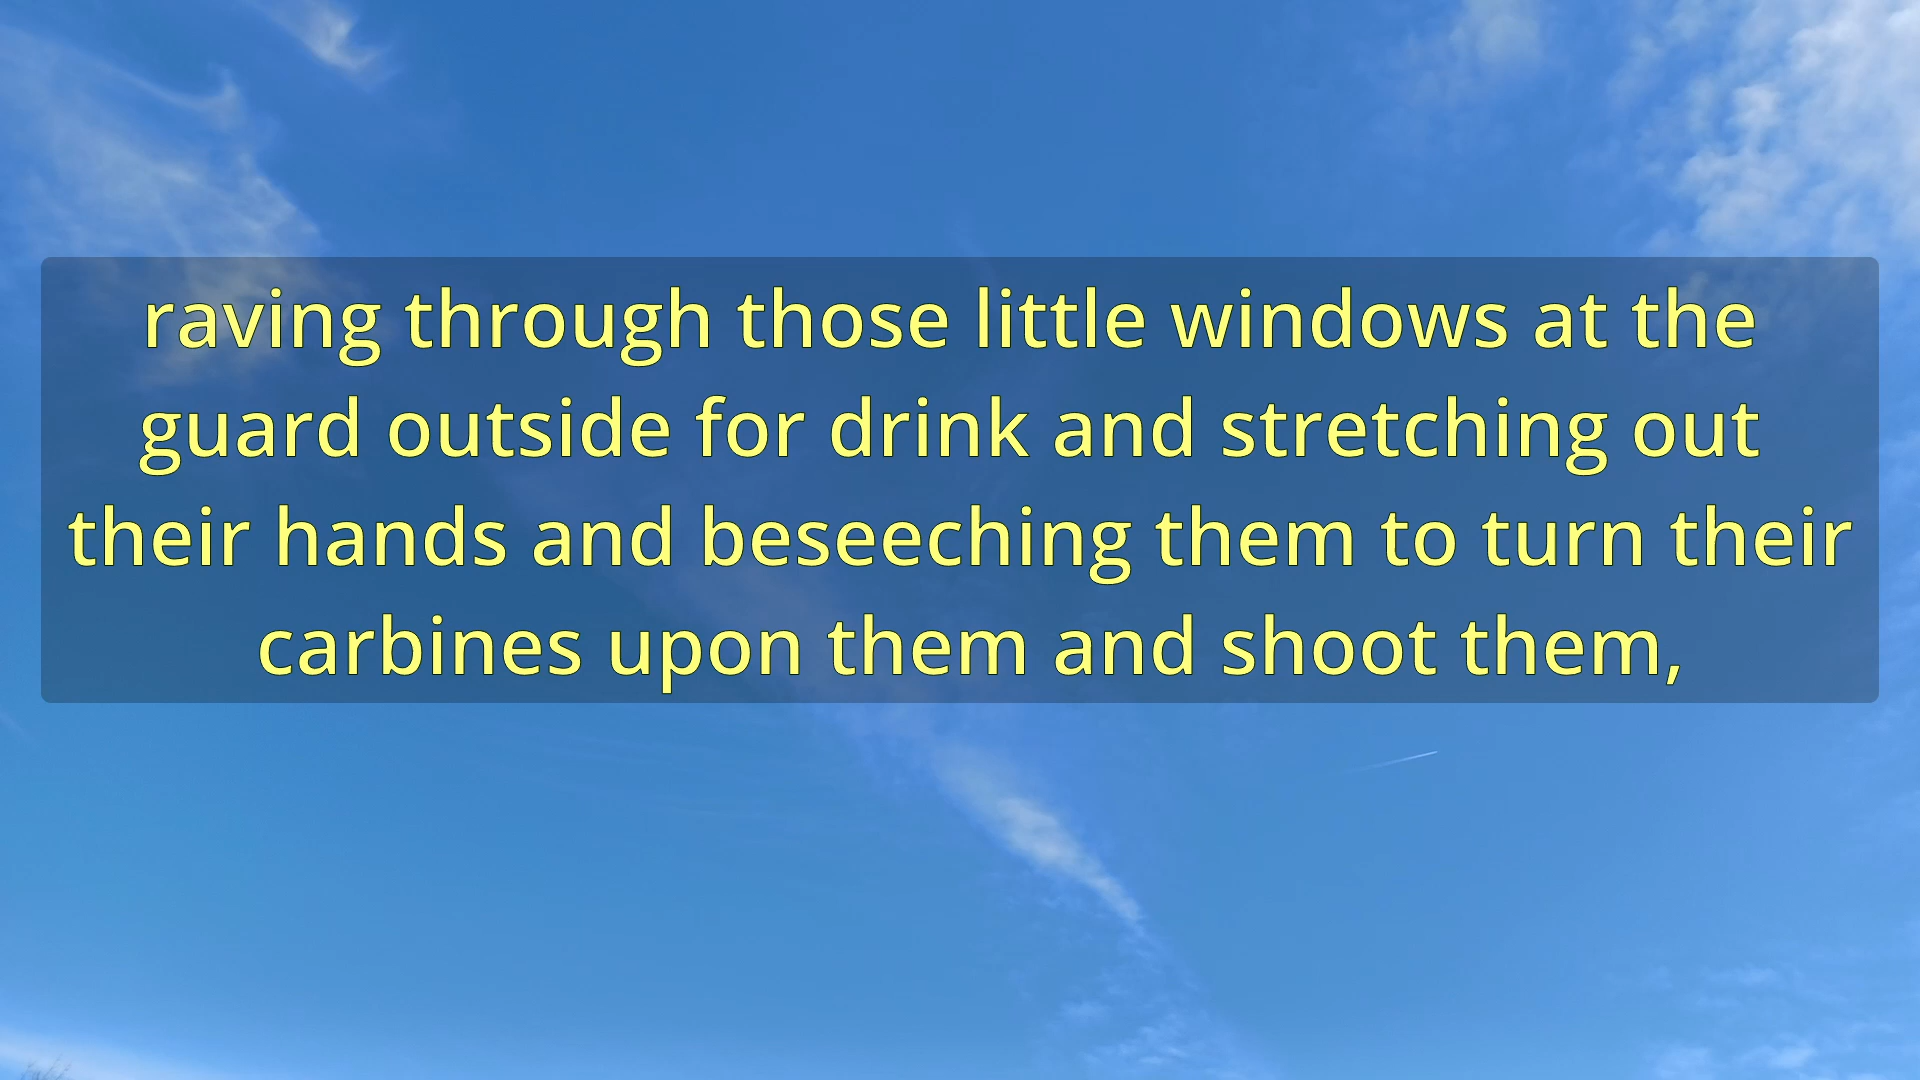 raving through those little windows at the
guard outside for drink and stretching out
their hands and beseeching them to turn their
carbines upon them and shoot them,